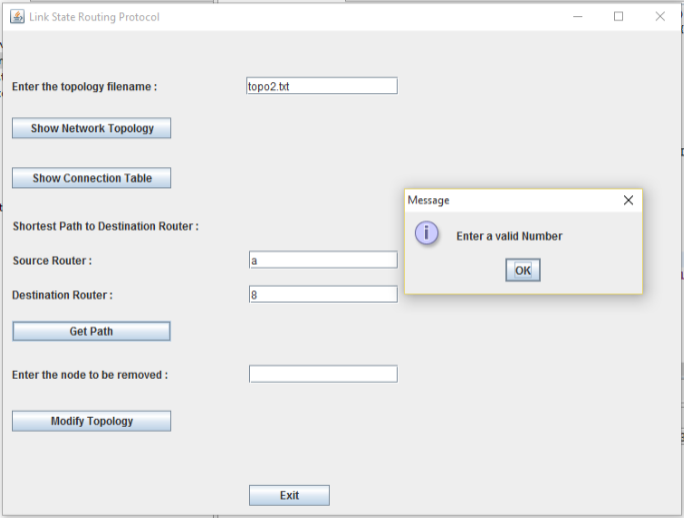 Link State Routing Protocol
Enter the topology filename : topo2.txt
Show Network Topology
Show Connection Table
Message
Enter a valid Number
OK
Shortest Path to Destination Router :
Source Router : a
Destination Router : 8
Get Path
Enter the node to be removed :
Modify Topology
Exit